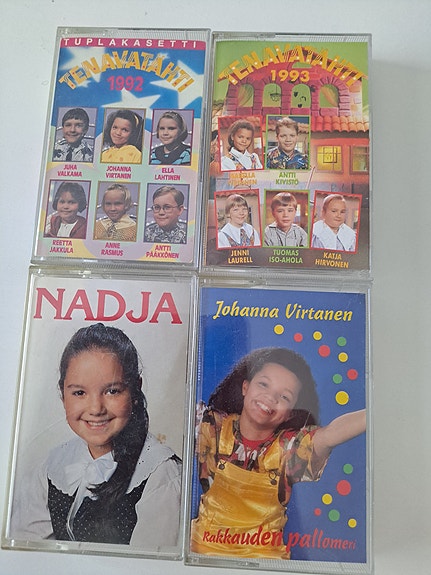 TUPLAKASETTI
TENAVATÄHTI
1992
JUHA
VALKAMA
JOHANNA
VIRTANEN
ELLA
LAHTINEN
REETTA
JAKKULA
ANNE
RASMUS
ANTTI
PÄÄKKÖNEN
TENAVATÄHTI
1993
ANTTI
KIVISTÖ
JENNI
LAURELL
TUOMAS
ISO-AHOLA
KATJA
HIRVONEN
NADJA
Johanna Virtanen
Rakkauden pallomeri